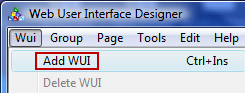 Web User Interface Designer
Wui Group Page Tools Edit Help
Add WUI Ctrl+Ins
Delete WUI